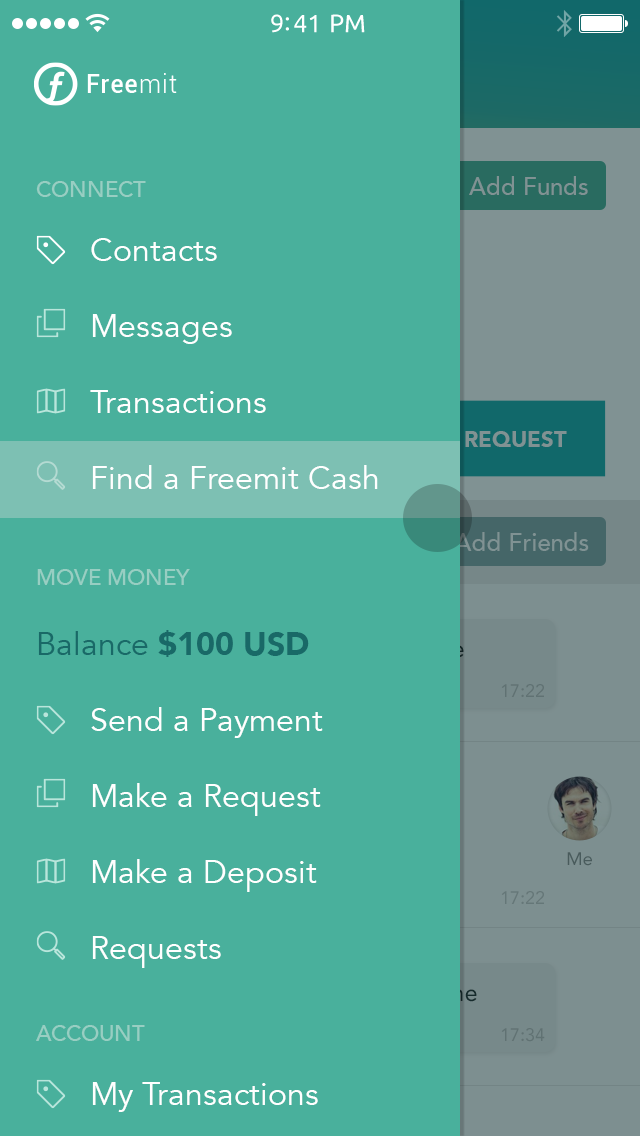 9:41 PM
Freemit
CONNECT
Add Funds
Contacts
Messages
Transactions
REQUEST
Find a Freemit Cash
Add Friends
MOVE MONEY
Balance $100 USD
17:22
Send a Payment
Make a Request
Me
Make a Deposit
17:22
Requests
17:34
ACCOUNT
My Transactions